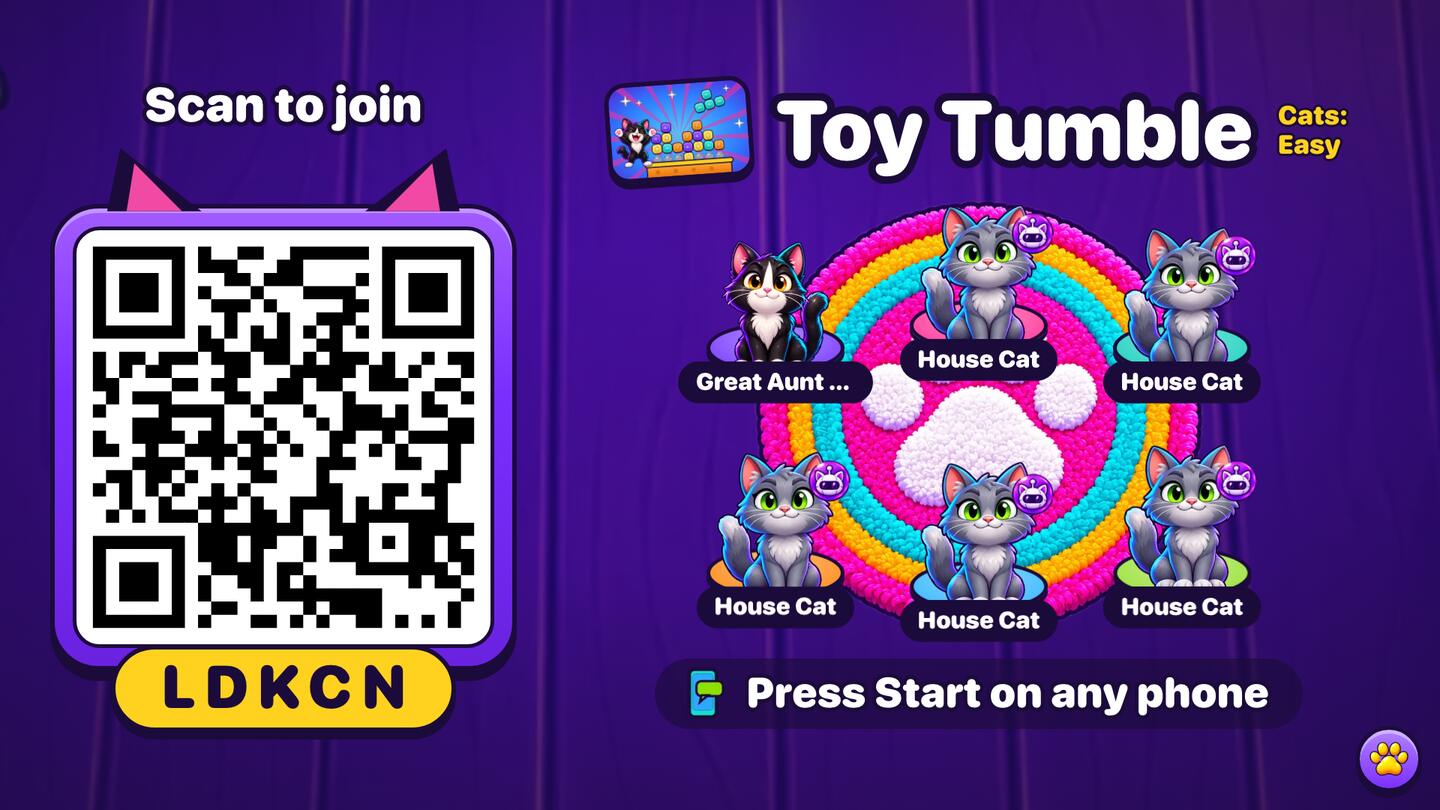 Scan to join
LDKCN
Toy Tumble
Cats:
Easy
House Cat
Great Aunt ...
House Cat
House Cat
House Cat
House Cat
Press Start on any phone